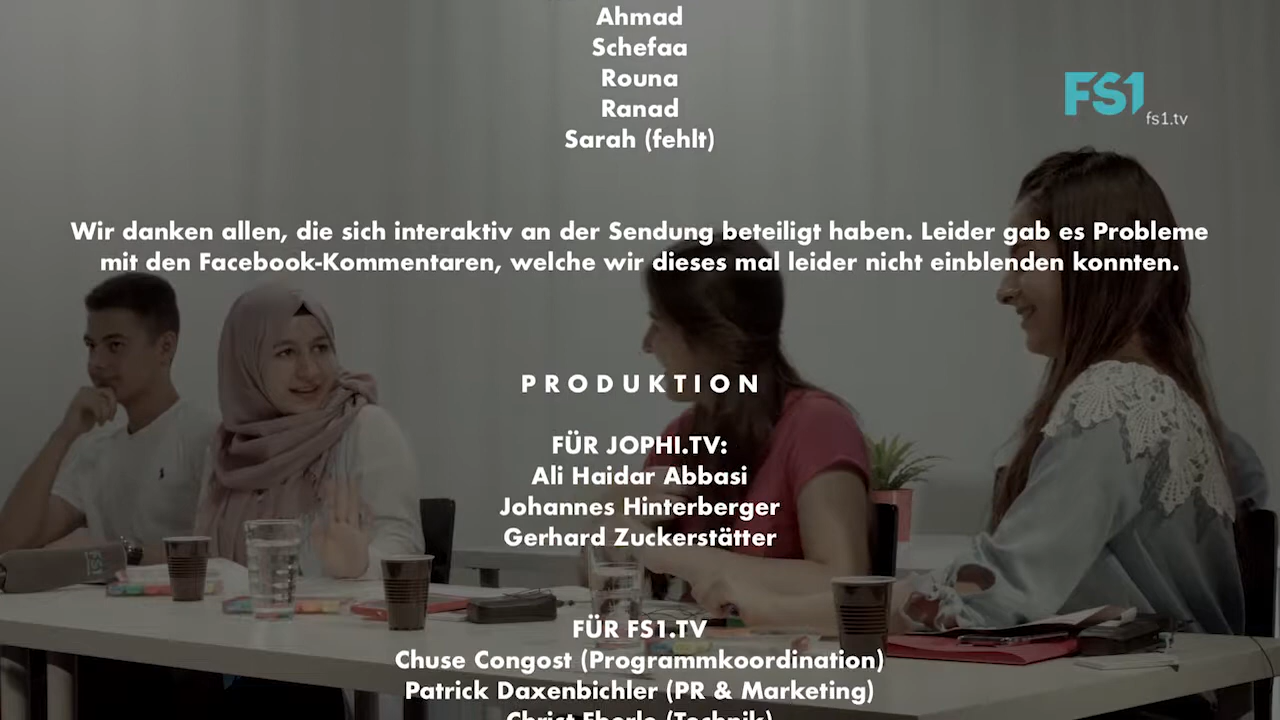 Ahmad
Schefaa
Rouna
Ranad
Sarah (fehlt)
FS1
fs1.tv
Wir danken allen, die sich interaktiv an der Sendung beteiligt haben. Leider gab es Probleme
mit den Facebook-Kommentaren, welche wir dieses mal leider nicht einblenden konnten.
PRODUKTION
FÜR JOPHI.TV:
Ali Haidar Abbasi
Johannes Hinterberger
Gerhard Zuckerstätter
FÜR FS1.TV
Chuse Congost (Programmkoordination)
Patrick Daxenbichler (PR & Marketing)
Christ Eberle (Technik)